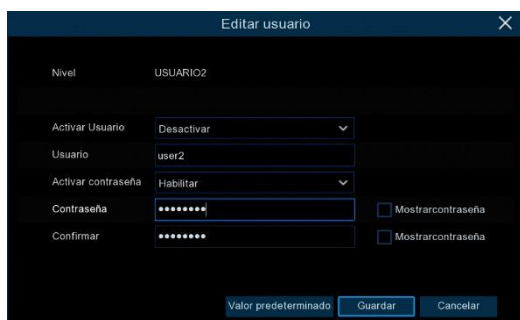 Editar usuario
Nivel USUARIO2
Activar Usuario Desactivar
Usuario user2
Activar contraseña Habilitar
Contraseña •••••••• Mostrarcontraseña
Confirmar •••••••• Mostrarcontraseña
Valor predeterminado Guardar Cancelar